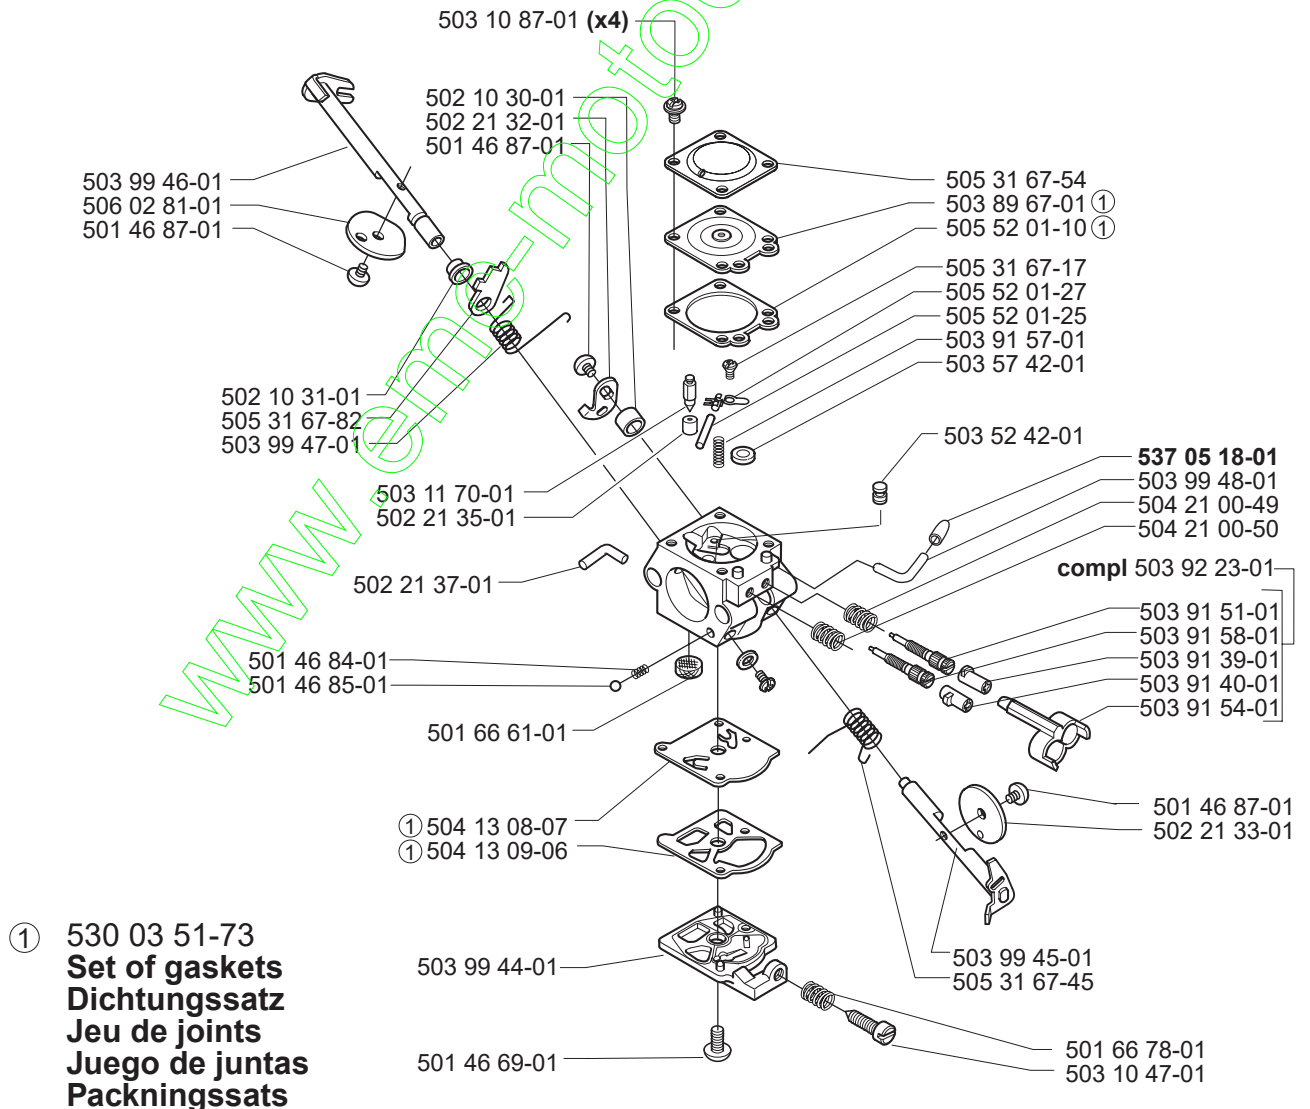 503 10 87-01 (x4)
502 10 30-01
502 21 32-01
501 46 87-01
503 99 46-01
506 02 81-01
501 46 87-01
505 31 67-54
503 89 67-01 ①
505 52 01-10 ①
505 31 67-17
505 52 01-27
505 52 01-25
503 91 57-01
503 57 42-01
502 10 31-01
505 31 67-82
503 99 47-01
503 52 42-01
537 05 18-01
503 99 48-01
504 21 00-49
504 21 00-50
503 11 70-01
502 21 35-01
compl 503 92 23-01
502 21 37-01
503 91 51-01
503 91 58-01
503 91 39-01
503 91 40-01
503 91 54-01
501 46 84-01
501 46 85-01
501 66 61-01
501 46 87-01
502 21 33-01
① 504 13 08-07
① 504 13 09-06
503 99 44-01
503 99 45-01
505 31 67-45
501 46 69-01
501 66 78-01
503 10 47-01
① 530 03 51-73
Set of gaskets
Dichtungssatz
Jeu de joints
Juego de juntas
Packningssats
www.eme-motoc